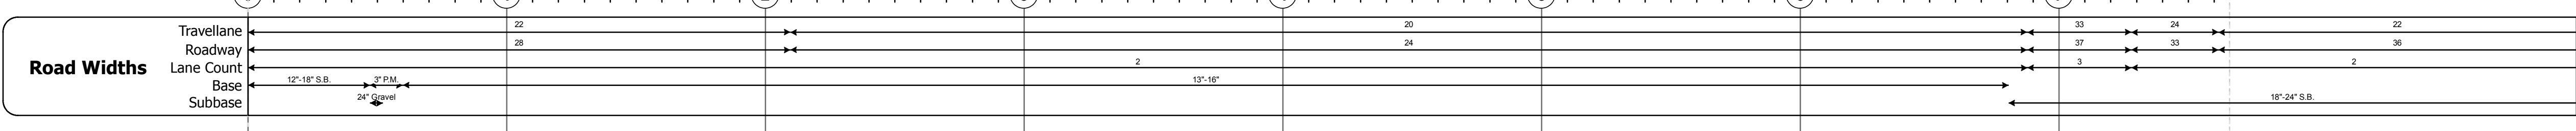 Road Widths
Travellane 22 20 33 24 22
Roadway 28 24 37 33 36
Lane Count 2 3 2
Base 12"-18" S.B. 3" P.M. 13"-16"
Subbase 24" Gravel 18"-24" S.B.